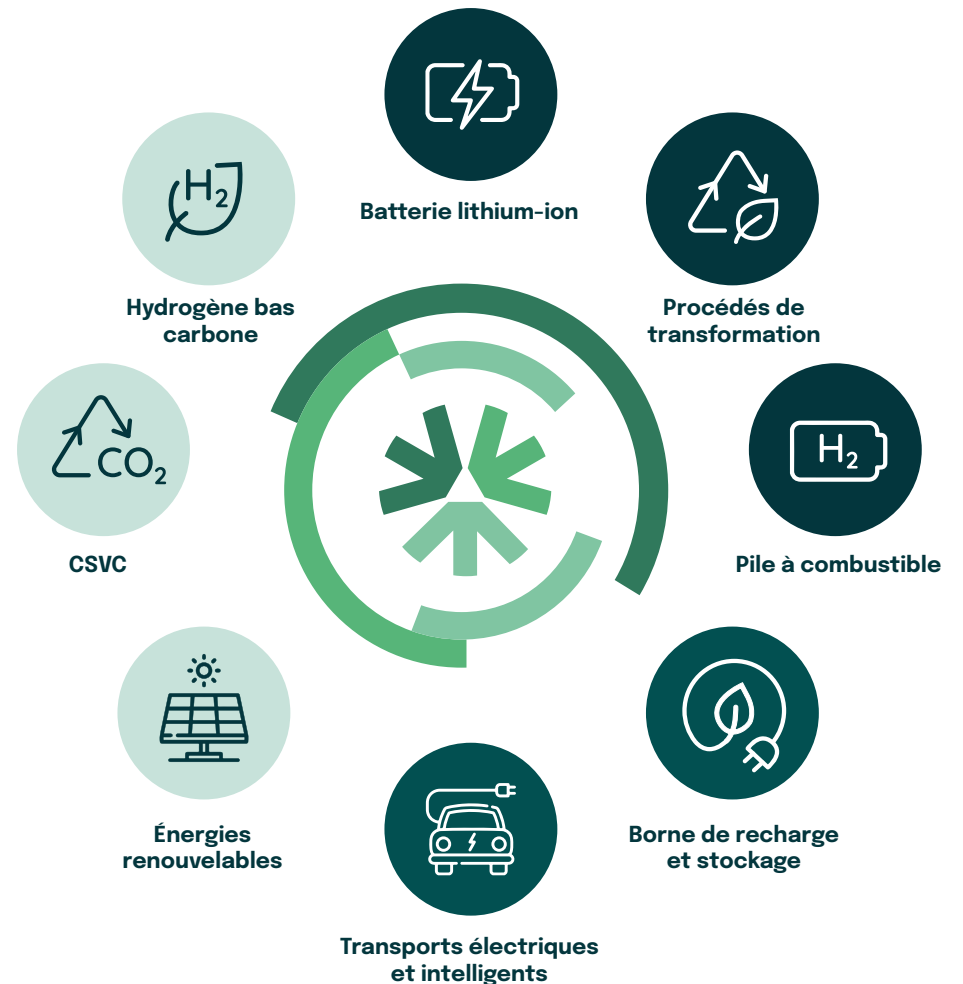 Batterie lithium-ion
H2
Hydrogène bas
carbone
Procédés de
transformation
CO2
CSVC
H2
Pile à combustible
Énergies
renouvelables
Borne de recharge
et stockage
Transports électriques
et intelligents